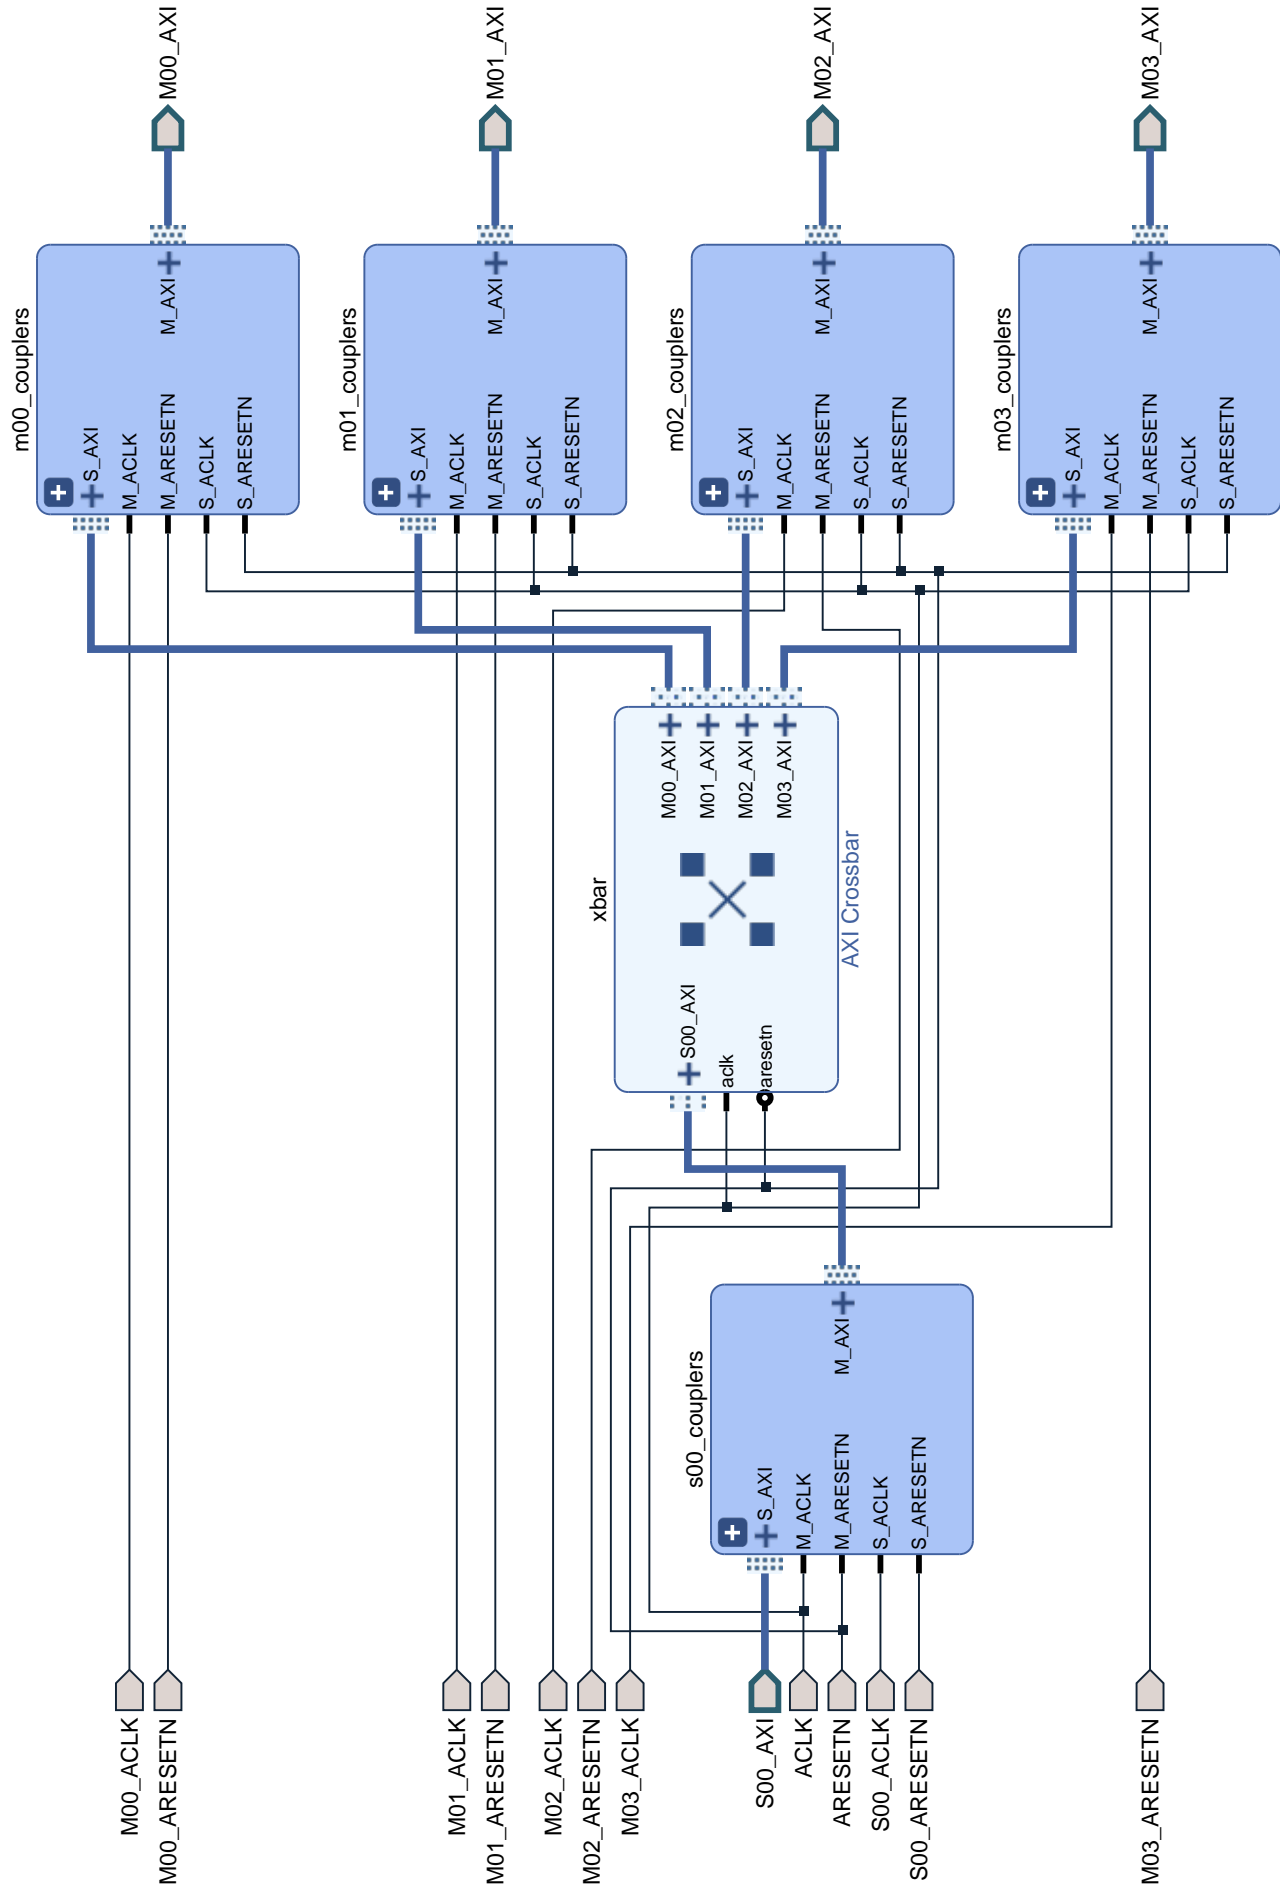 M00_AXI
M01_AXI
M02_AXI
M03_AXI
m00_couplers
S_AXI
M_ACLK
M_ARESETN
S_ACLK
S_ARESETN
M_AXI
m01_couplers
S_AXI
M_ACLK
M_ARESETN
S_ACLK
S_ARESETN
M_AXI
m02_couplers
S_AXI
M_ACLK
M_ARESETN
S_ACLK
S_ARESETN
M_AXI
m03_couplers
S_AXI
M_ACLK
M_ARESETN
S_ACLK
S_ARESETN
M_AXI
xbar
M00_AXI
M01_AXI
M02_AXI
M03_AXI
S00_AXI
aclk
aresetn
AXI Crossbar
s00_couplers
S_AXI
M_ACLK
M_ARESETN
S_ACLK
S_ARESETN
M_AXI
M00_ACLK
M00_ARESETN
M01_ACLK
M01_ARESETN
M02_ACLK
M02_ARESETN
M03_ACLK
S00_AXI
ACLK
ARESETN
S00_ACLK
S00_ARESETN
M03_ARESETN